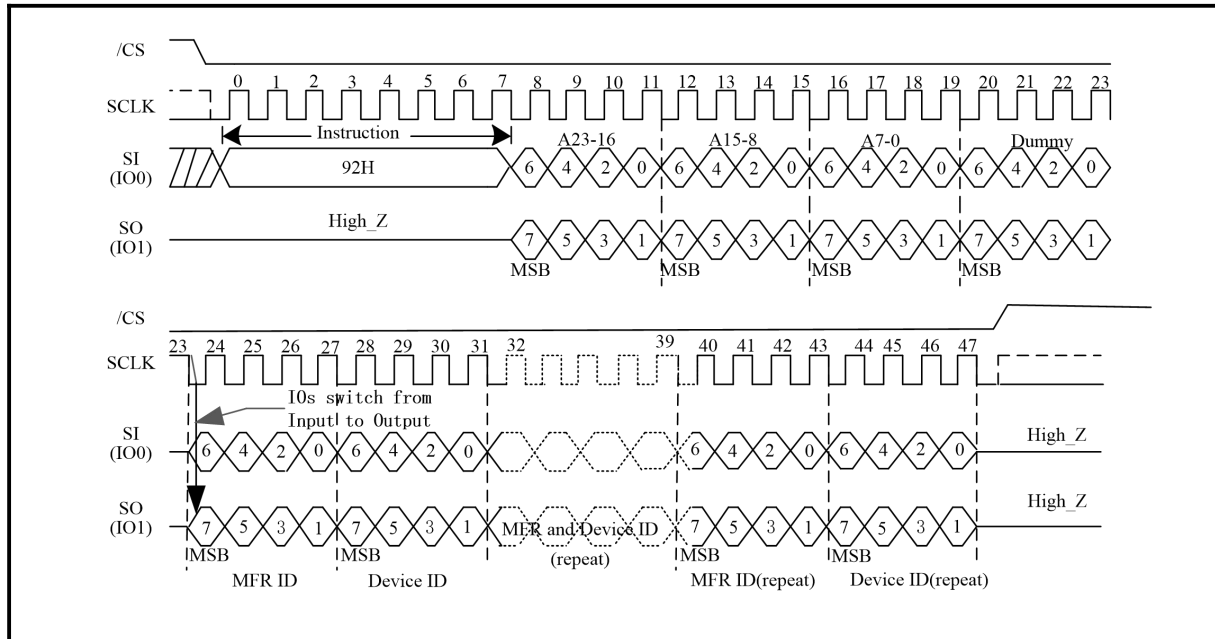 /CS
0 1 2 3 4 5 6 7 8 9 10 11 12 13 14 15 16 17 18 19 20 21 22 23
SCLK
Instruction A23-16 A15-8 A7-0 Dummy
SI
(IO0)
92H 6 4 2 0 6 4 2 0 6 4 2 0 6 4 2 0
High_Z
SO
(IO1)
7 5 3 1 7 5 3 1 7 5 3 1 7 5 3 1
MSB MSB MSB MSB
/CS
23 24 25 26 27 28 29 30 31 32 39 40 41 42 43 44 45 46 47
SCLK
IOs switch from
Input to Output
SI
(IO0)
6 4 2 0 6 4 2 0 6 4 2 0 6 4 2 0 High_Z
SO
(IO1)
7 5 3 1 7 5 3 1 MFR and Device ID 7 5 3 1 7 5 3 1 High_Z
(repeat)
MSB MSB MSB MSB
MFR ID Device ID MFR ID(repeat) Device ID(repeat)